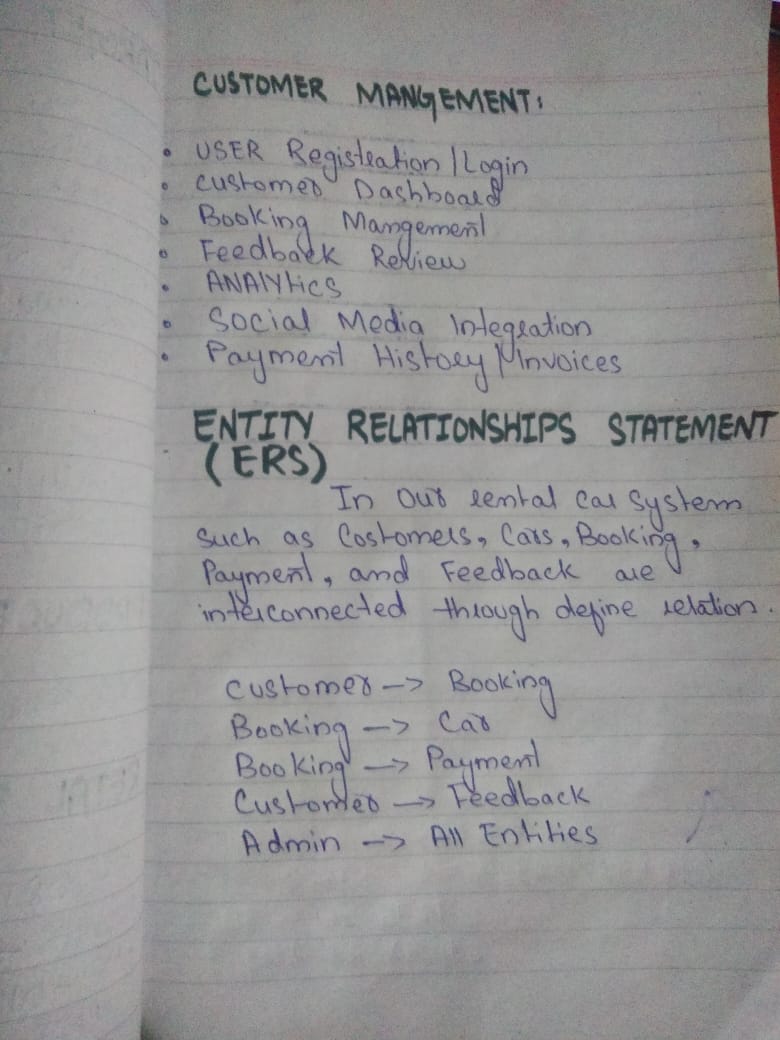 CUSTOMER MANGEMENT:
• USER Registration / Login
• Customer Dashboard
• Booking Mangement
• Feedback Review
• ANAlYtics
• Social Media Integration
• Payment History / Invoices
ENTITY RELATIONSHIPS STATEMENT
(ERS)
In our rental car system
such as Costomers, Cars, Booking,
Payment, and Feedback are
interconnected through define relation.
Customer --> Booking
Booking --> Car
Booking --> Payment
Customer --> Feedback
Admin --> All Entities